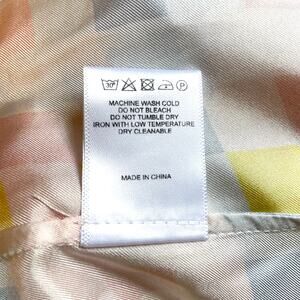 30°
P
MACHINE WASH COLD
DO NOT BLEACH
DO NOT TUMBLE DRY
IRON WITH LOW TEMPERATURE
DRY CLEANABLE
MADE IN CHINA